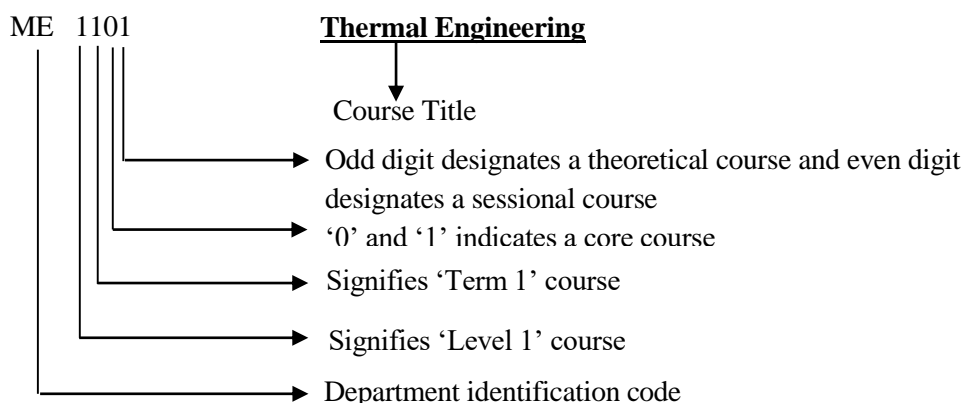 ME 1101 Thermal Engineering
Course Title
Odd digit designates a theoretical course and even digit
designates a sessional course
‘0’ and ‘1’ indicates a core course
Signifies ‘Term 1’ course
Signifies ‘Level 1’ course
Department identification code